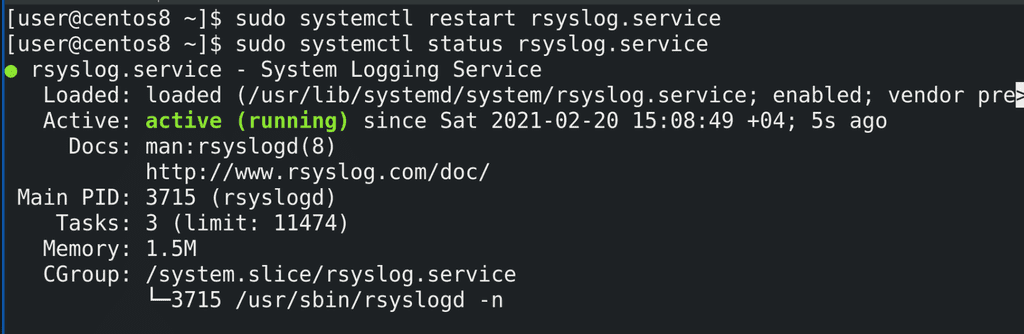 [user@centos8 ~]$ sudo systemctl restart rsyslog.service
[user@centos8 ~]$ sudo systemctl status rsyslog.service
● rsyslog.service - System Logging Service
   Loaded: loaded (/usr/lib/systemd/system/rsyslog.service; enabled; vendor pre>
   Active: active (running) since Sat 2021-02-20 15:08:49 +04; 5s ago
     Docs: man:rsyslogd(8)
           http://www.rsyslog.com/doc/
 Main PID: 3715 (rsyslogd)
    Tasks: 3 (limit: 11474)
   Memory: 1.5M
   CGroup: /system.slice/rsyslog.service
           └─3715 /usr/sbin/rsyslogd -n